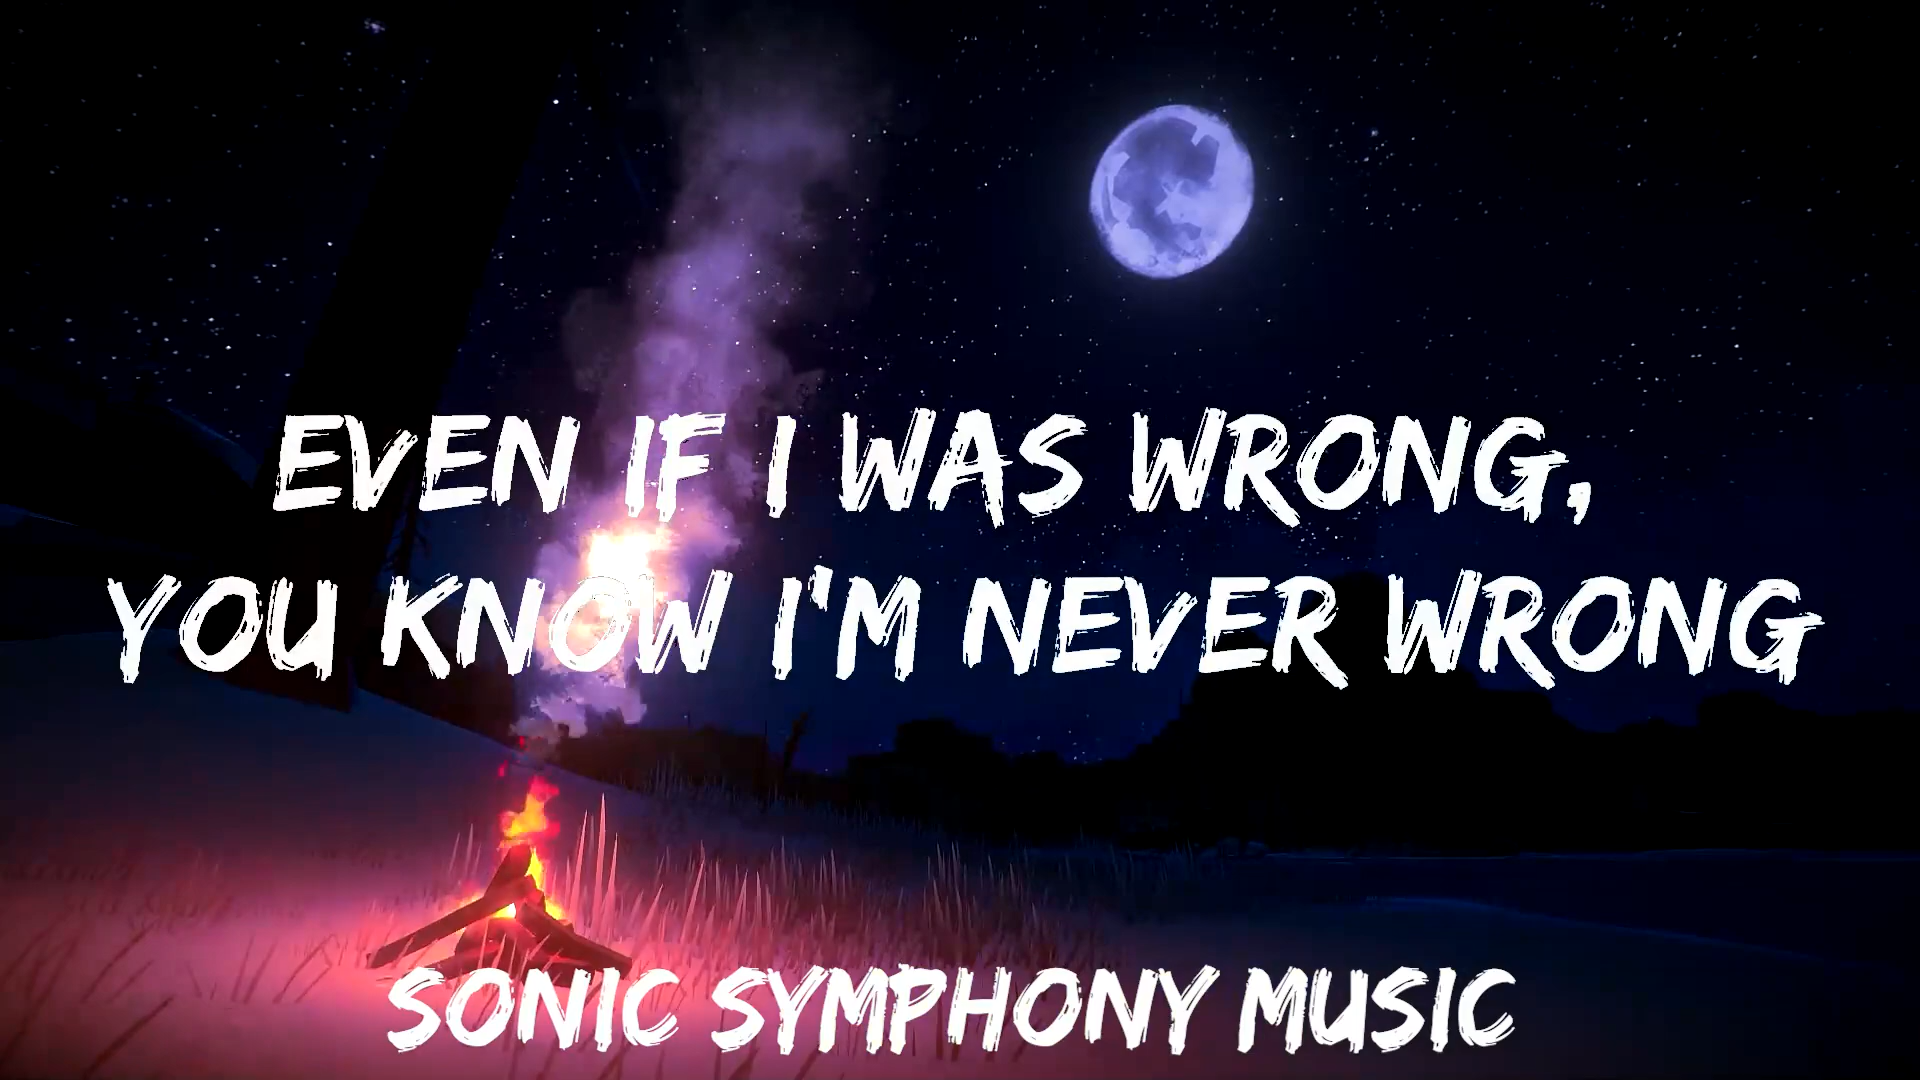 EVEN IF I WAS WRONG,
YOU KNOW I'M NEVER WRONG
SONIC SYMPHONY MUSIC